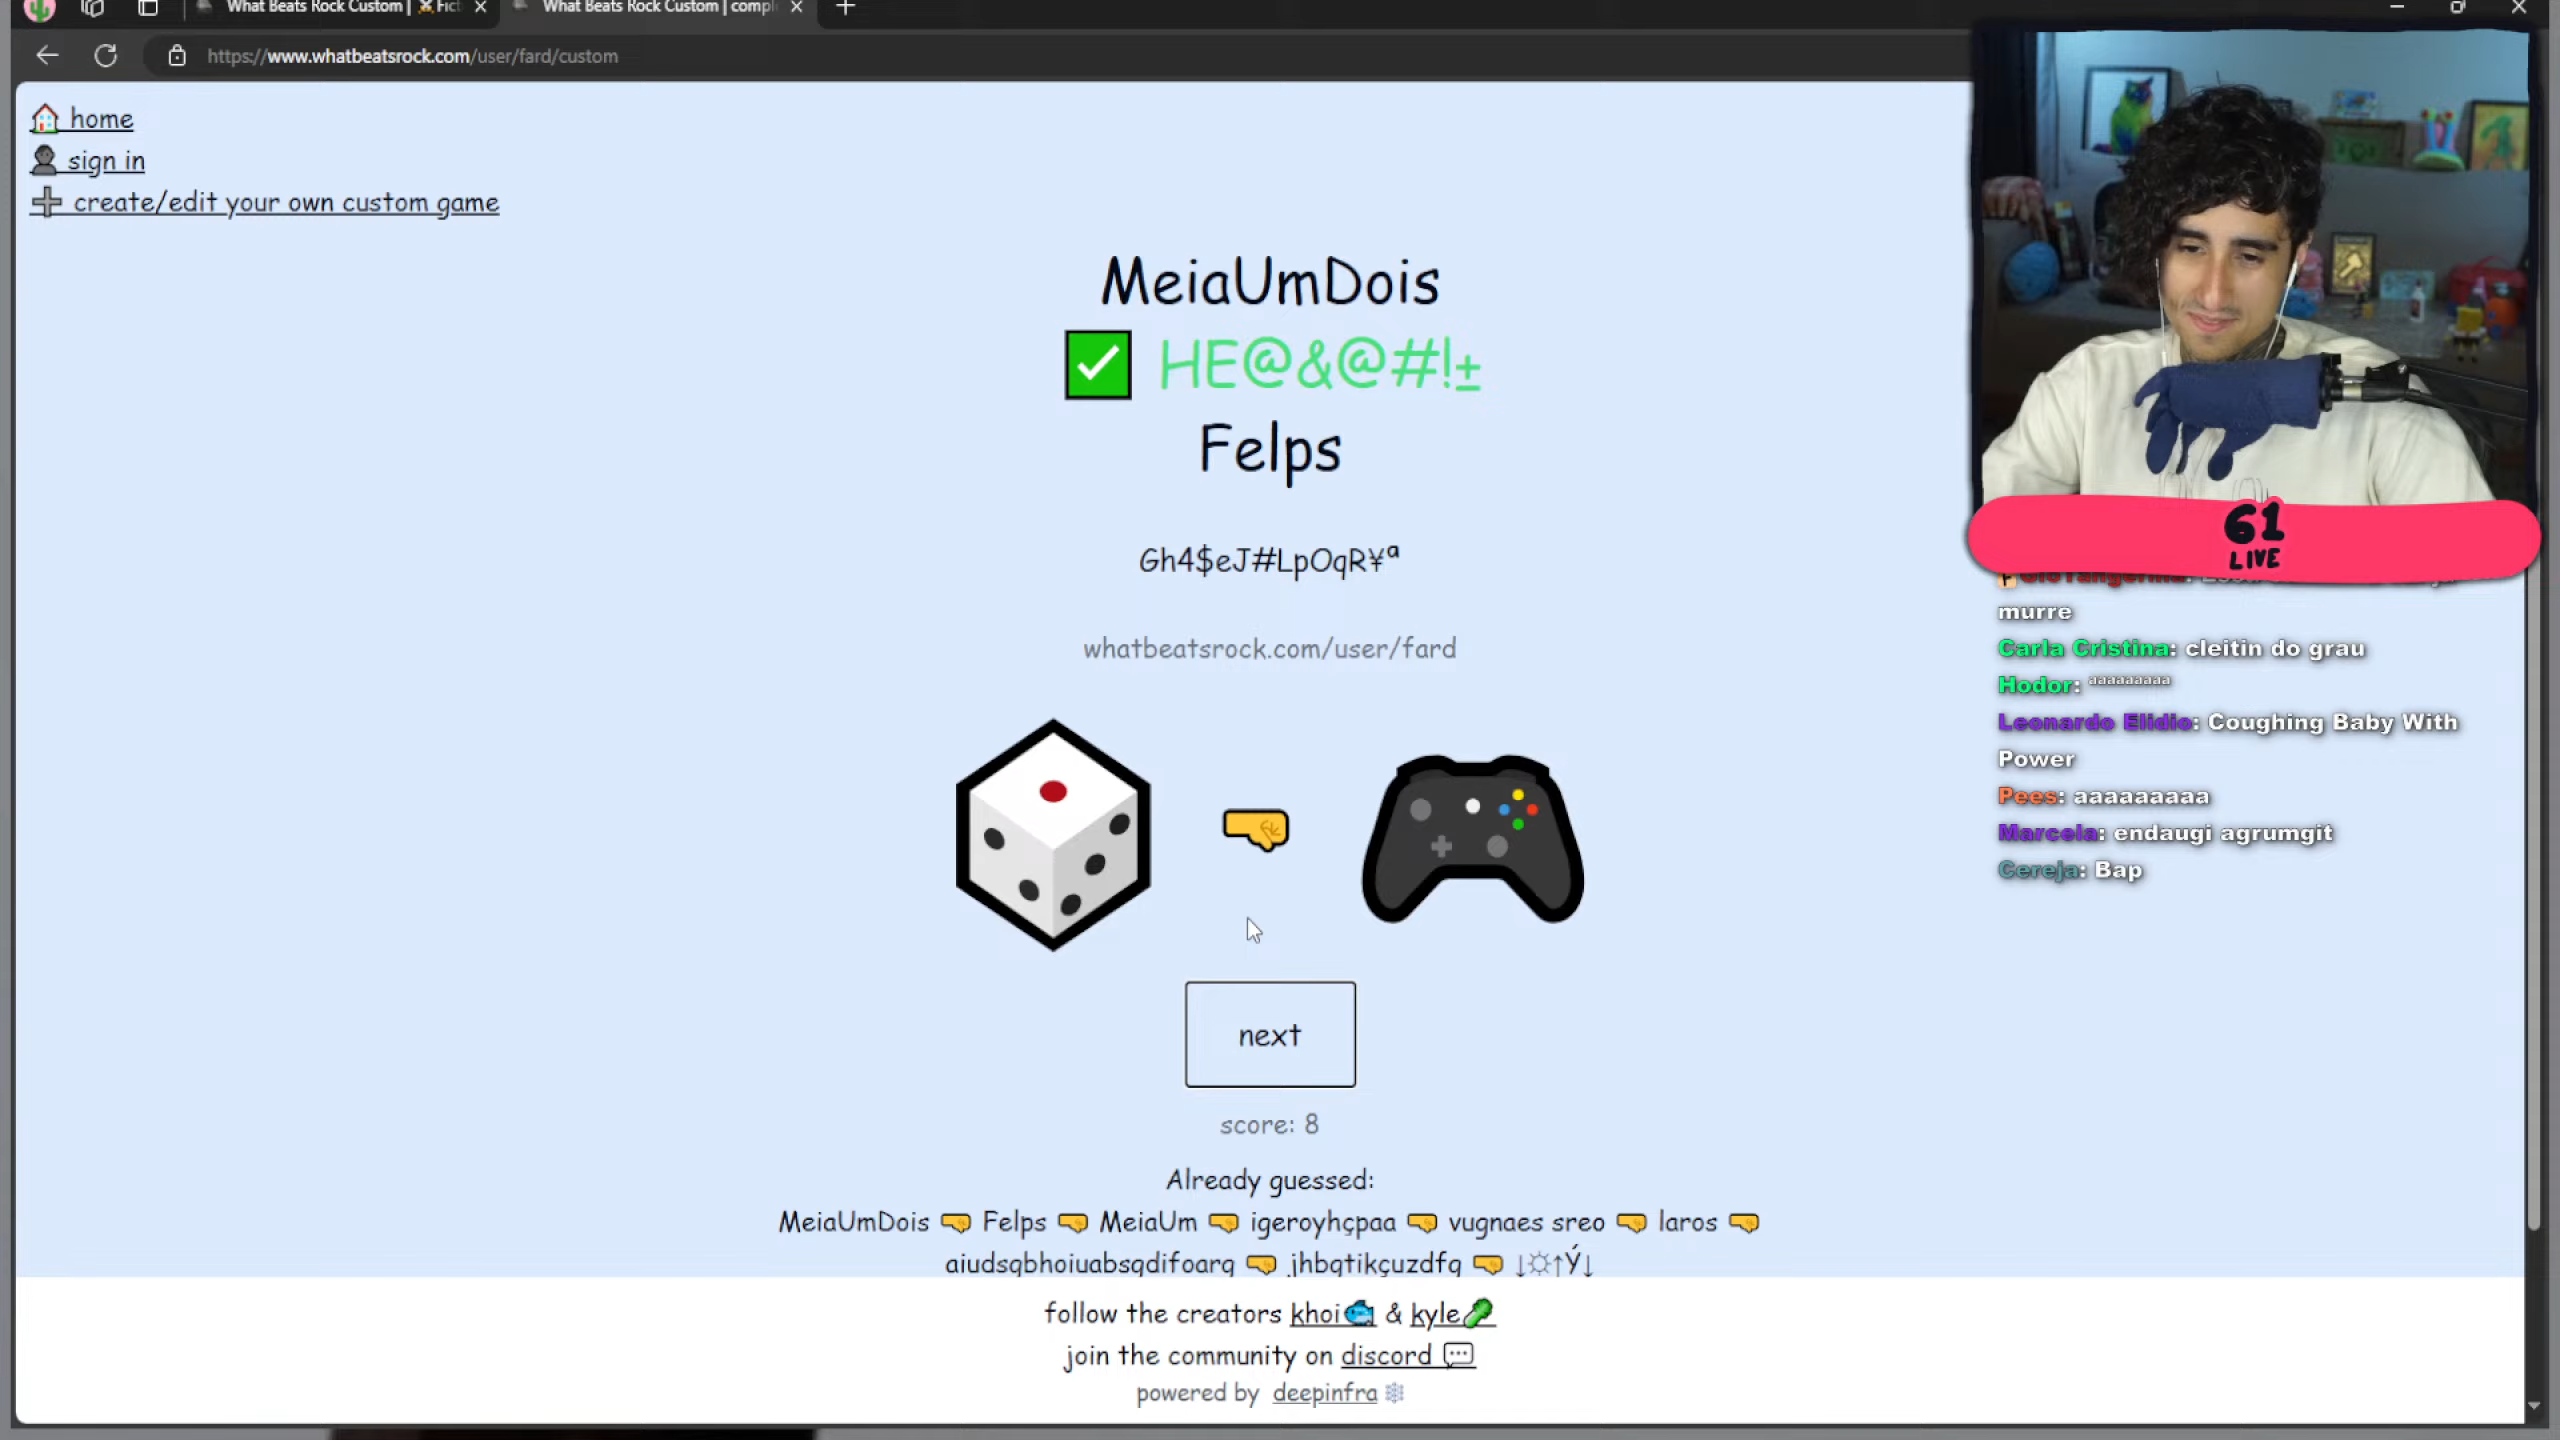 What Beats Rock Custom | Fict
What Beats Rock Custom | compl
https://www.whatbeatsrock.com/user/fard/custom
home
sign in
create/edit your own custom game
MeiaUmDois
HE@&@#!±
Felps
Gh4$eJ#LpOqR¥ª
whatbeatsrock.com/user/fard
next
score: 8
Already guessed:
MeiaUmDois 🤜 Felps 🤜 MeiaUm 🤜 igeroyhçpaa 🤜 vugnaes sreo 🤜 laros 🤜
aiudsgbhoiuabsgdifoarg 🤜 jhbgtikçuzdfg 🤜 ↓☼↑Ý↓
follow the creators khoi & kyle
join the community on discord
powered by deepinfra
61
LIVE
murre
Carla Cristina: cleitin do grau
Hodor: ªªªªªªªªª
Leonardo Elidio: Coughing Baby With
Power
Pees: aaaaaaaaa
Marcela: endaugi agrumgit
Cereja: Bap